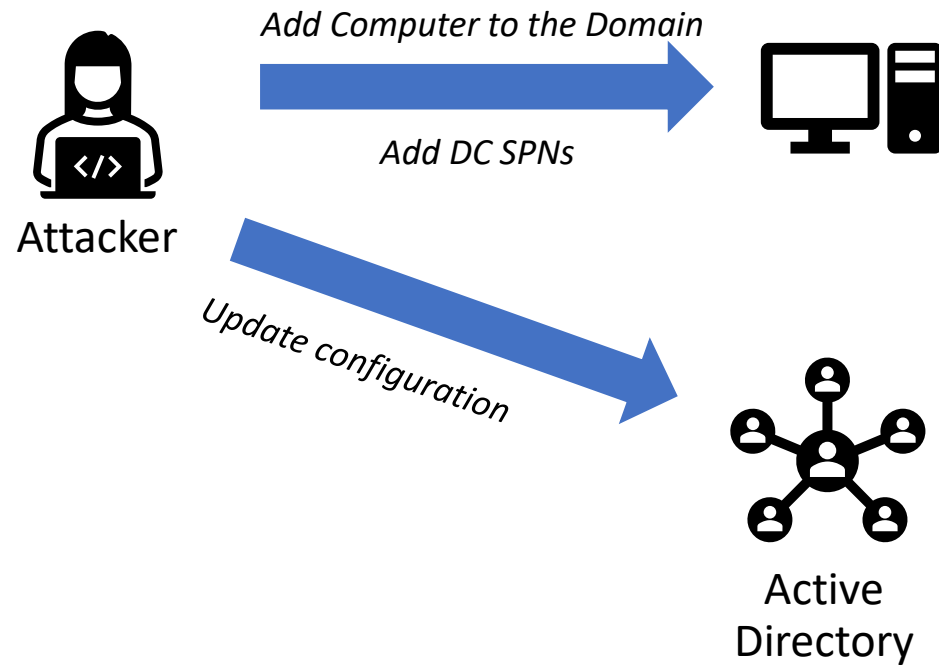 Add Computer to the Domain
Add DC SPNs
</>
Attacker
Update configuration
Active
Directory